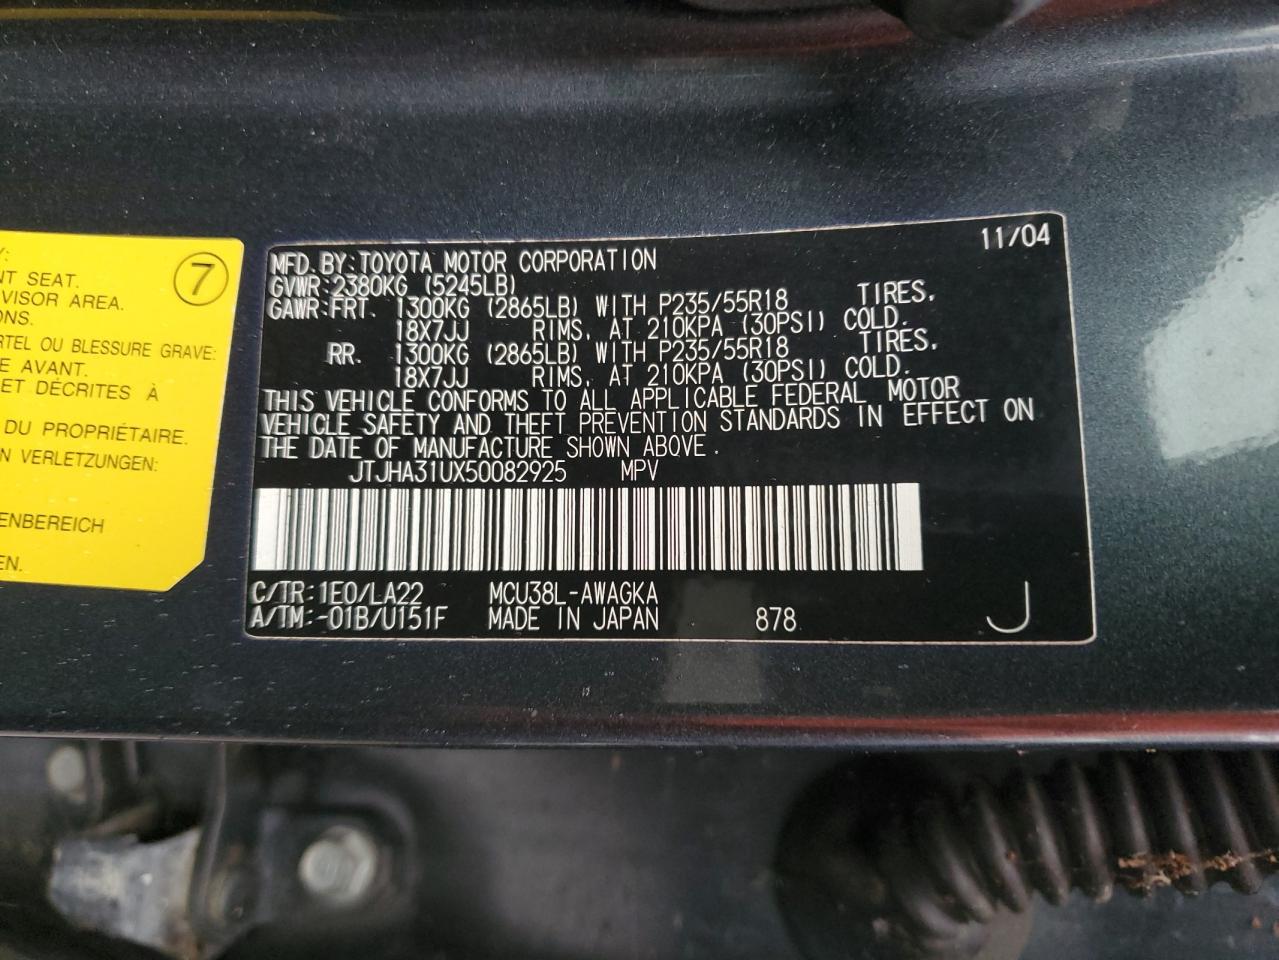 Y:
NT SEAT.
DVISOR AREA.
ONS.
RTEL OU BLESSURE GRAVE:
E AVANT.
ET DÉCRITES À
DU PROPRIÉTAIRE.
N VERLETZUNGEN:
ENBEREICH
EN.
7
11/04
MFD. BY: TOYOTA MOTOR CORPORATION
GVWR: 2380KG (5245LB)
GAWR: FRT. 1300KG (2865LB) WITH P235/55R18 TIRES,
18X7JJ RIMS, AT 210KPA (30PSI) COLD.
RR. 1300KG (2865LB) WITH P235/55R18 TIRES,
18X7JJ RIMS, AT 210KPA (30PSI) COLD.
THIS VEHICLE CONFORMS TO ALL APPLICABLE FEDERAL MOTOR
VEHICLE SAFETY AND THEFT PREVENTION STANDARDS IN EFFECT ON
THE DATE OF MANUFACTURE SHOWN ABOVE.
JTJHA31UX50082925 MPV
C/TR: 1E0/LA22 MCU38L-AWAGKA
A/TM: -01B/U151F MADE IN JAPAN 878 J